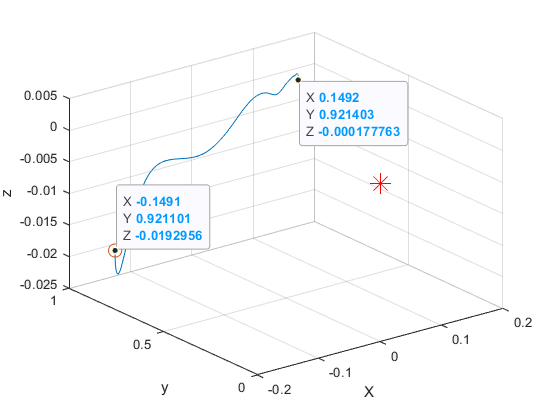 0.005
0
-0.005
-0.01
-0.015
-0.02
-0.025
z
X 0.1492
Y 0.921403
Z -0.000177763
X -0.1491
Y 0.921101
Z -0.0192956
1
0.5
0
y
-0.2
-0.1
0
0.1
0.2
X